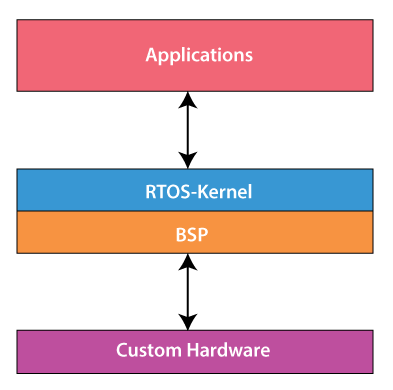 Applications
RTOS-Kernel
BSP
Custom Hardware